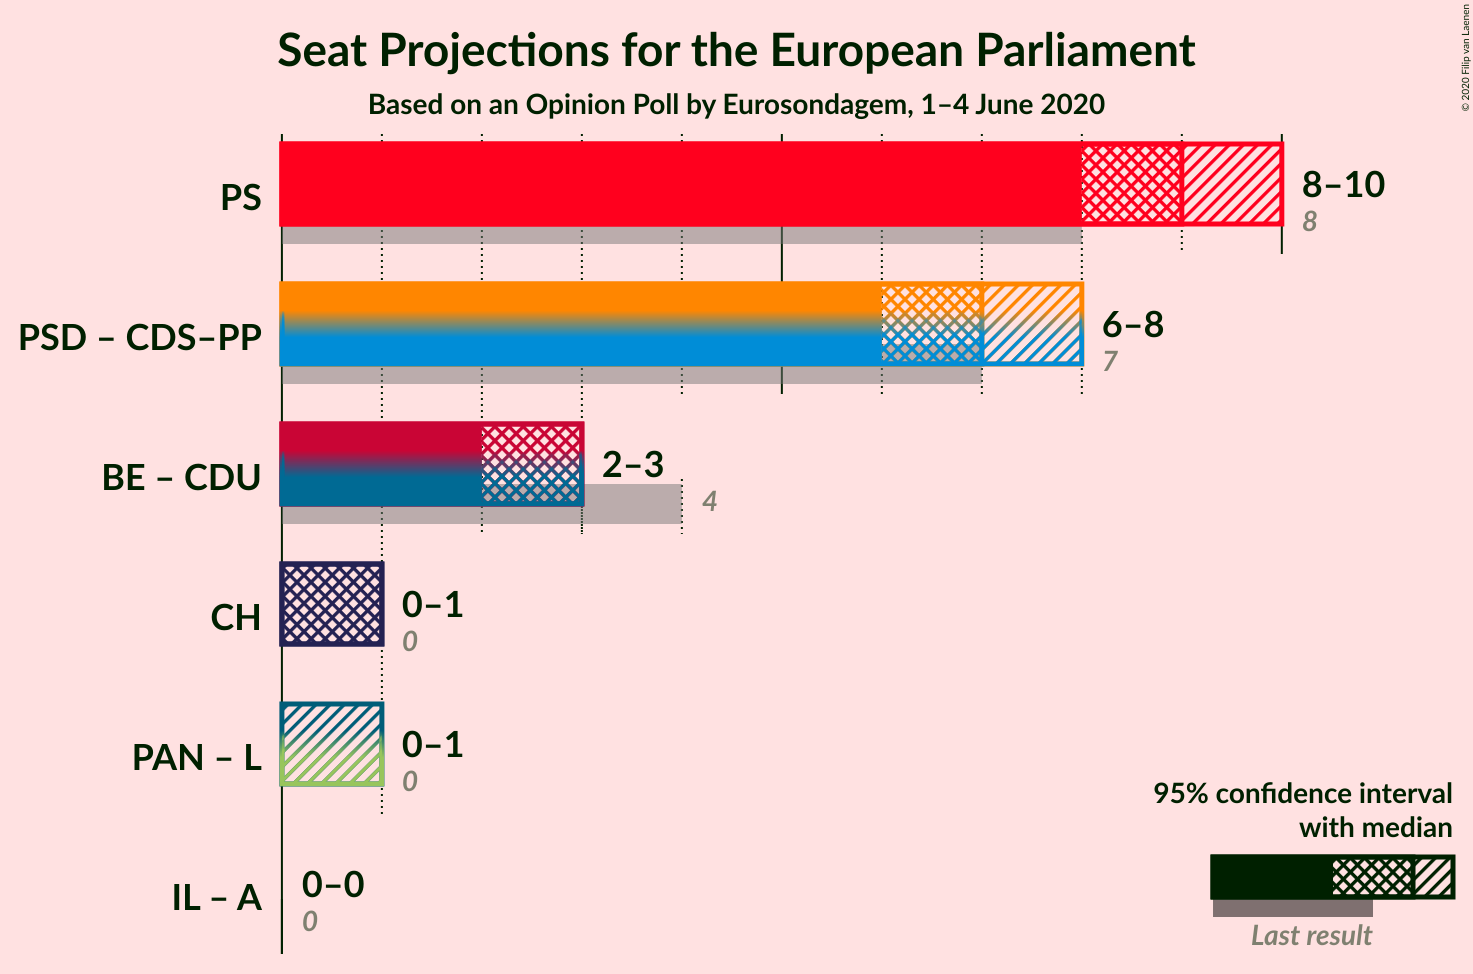 Seat Projections for the European Parliament
Based on an Opinion Poll by Eurosondagem, 1–4 June 2020
© 2020 Filip van Laenen
PS
8–10
8
PSD – CDS–PP
6–8
7
BE – CDU
2–3
4
CH
0–1
0
PAN – L
0–1
0
IL – A
0–0
0
95% confidence interval
with median
Last result